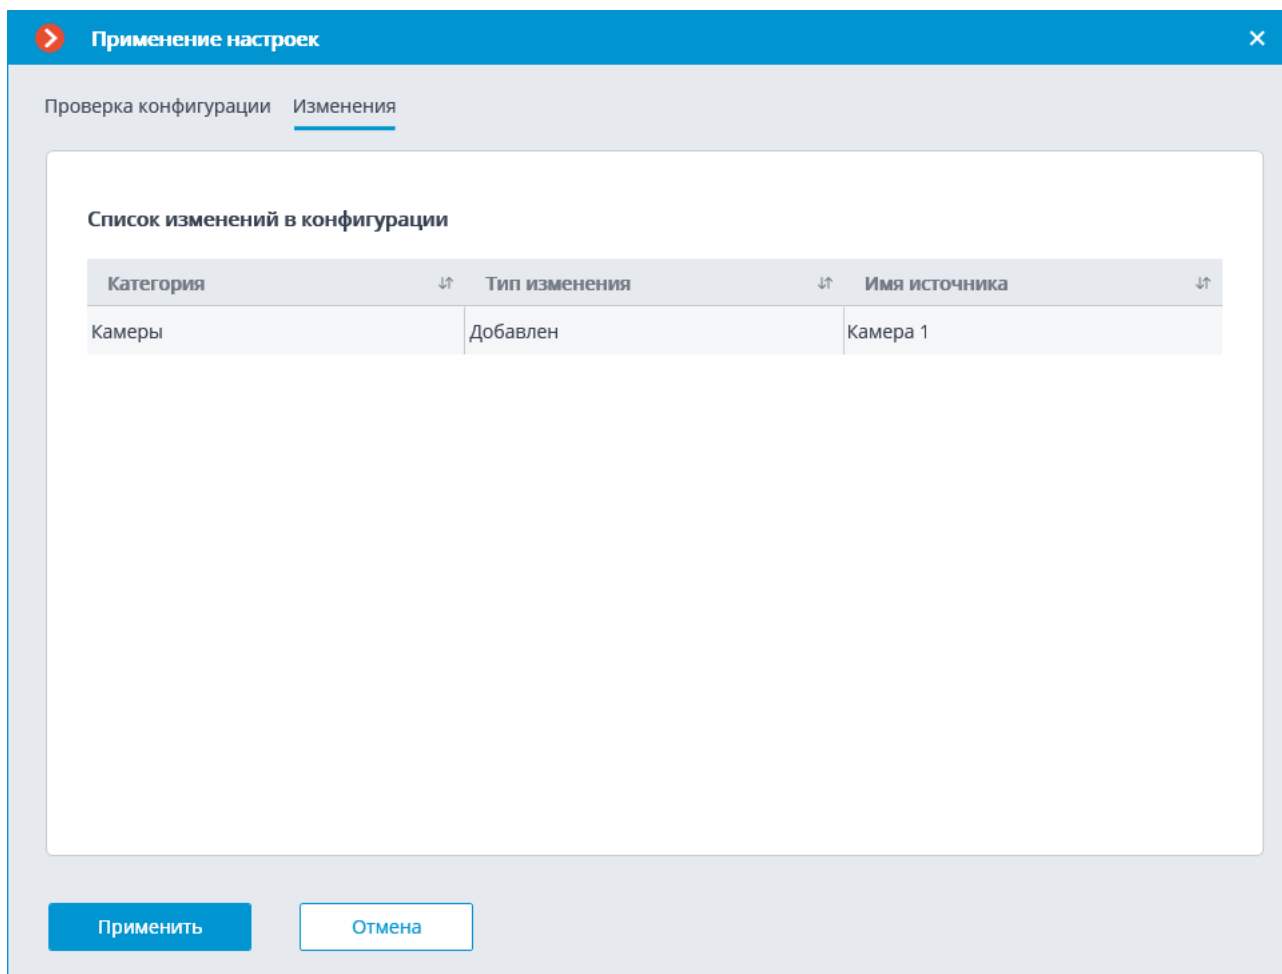 Применение настроек
Проверка конфигурации Изменения
Список изменений в конфигурации
Категория Тип изменения Имя источника
Камеры Добавлен Камера 1
Применить Отмена